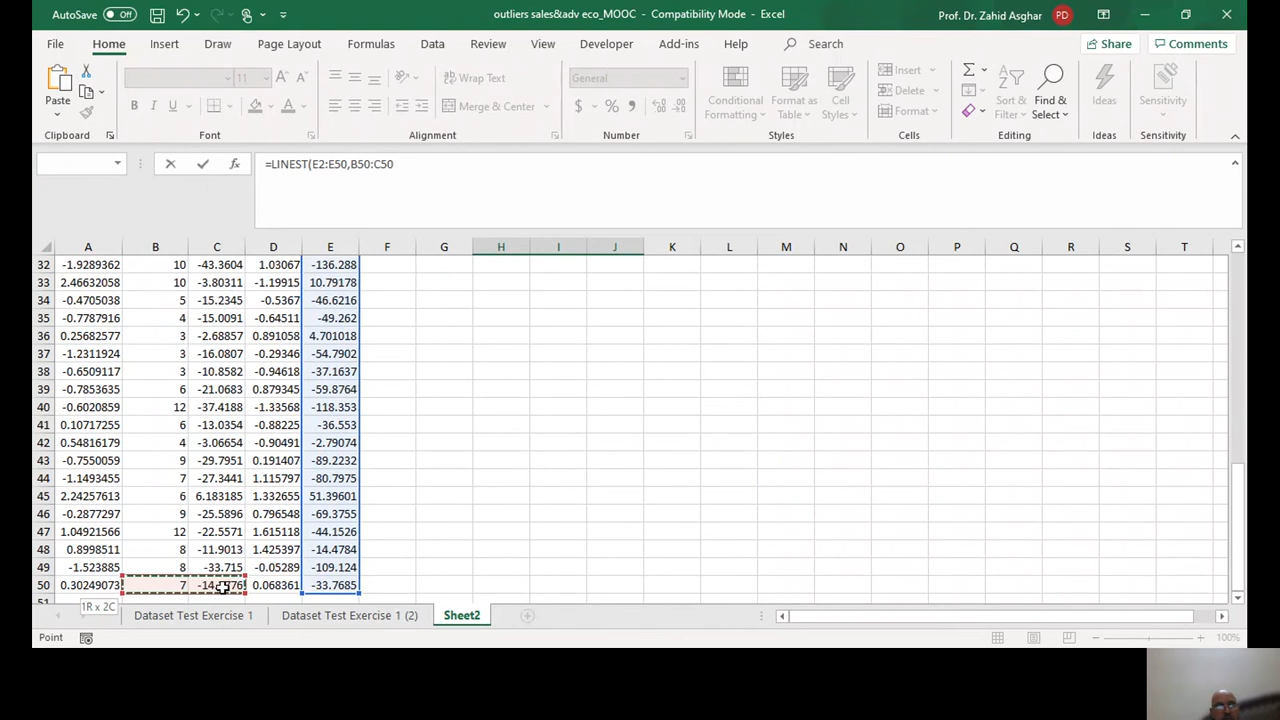 AutoSave Off outliers sales&adv eco_MOOC - Compatibility Mode - Excel Prof. Dr. Zahid Asghar PD
File Home Insert Draw Page Layout Formulas Data Review View Developer Add-ins Help Search Share Comments
11 A A Wrap Text General Insert
Paste B I U A Merge & Center $ % Conditional Formatting Format as Table Cell Styles Delete Format Sort & Filter Find & Select Ideas Sensitivity
Clipboard Font Alignment Number Styles Cells Editing Ideas Sensitivity
fx =LINEST(E2:E50,B50:C50
A B C D E F G H I J K L M N O P Q R S T
32 -1.9289362 10 -43.3604 1.03067 -136.288
33 2.46632058 10 -3.80311 -1.19915 10.79178
34 -0.4705038 5 -15.2345 -0.5367 -46.6216
35 -0.7787916 4 -15.0091 -0.64511 -49.262
36 0.25682577 3 -2.68857 0.891058 4.701018
37 -1.2311924 3 -16.0807 -0.29346 -54.7902
38 -0.6509117 3 -10.8582 -0.94618 -37.1637
39 -0.7853635 6 -21.0683 0.879345 -59.8764
40 -0.6020859 12 -37.4188 -1.33568 -118.353
41 0.10717255 6 -13.0354 -0.88225 -36.553
42 0.54816179 4 -3.06654 -0.90491 -2.79074
43 -0.7550059 9 -29.7951 0.191407 -89.2232
44 -1.1493455 7 -27.3441 1.115797 -80.7975
45 2.24257613 6 6.183185 1.332655 51.39601
46 -0.2877297 9 -25.5896 0.796548 -69.3755
47 1.04921566 12 -22.5571 1.615118 -44.1526
48 0.8998511 8 -11.9013 1.425397 -14.4784
49 -1.523885 8 -33.715 -0.05289 -109.124
50 0.30249073 7 0.068361 -33.7685
1R x 2C Dataset Test Exercise 1 Dataset Test Exercise 1 (2) Sheet2
Point 100%